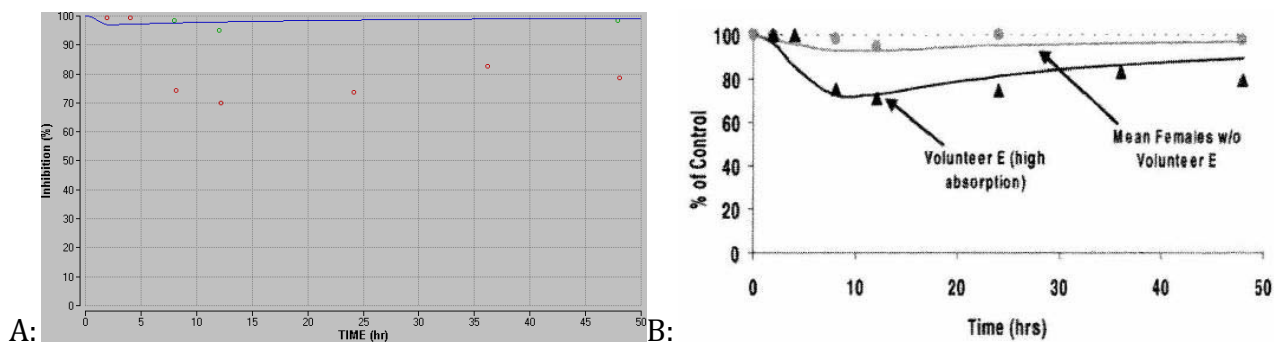 A:
100
90
80
70
60
50
40
30
20
10
0
Inhibition (%)
0 5 10 15 20 25 30 35 40 45 50
TIME (hr)
B:
100
80
60
40
20
0
% of Control
Mean Females w/o
Volunteer E
Volunteer E (high
absorption)
0 10 20 30 40 50
Time (hrs)